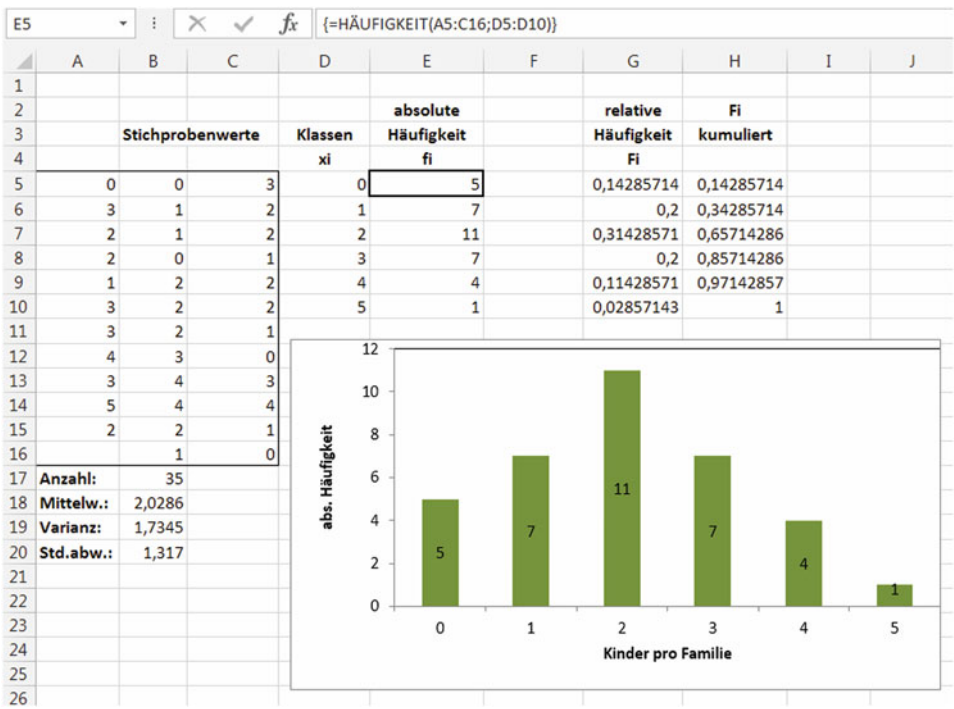 E5 fx {=HÄUFIGKEIT(A5:C16;D5:D10)}
A B C D E F G H I J
1
2 absolute relative Fi
3 Stichprobenwerte Klassen Häufigkeit Häufigkeit kumuliert
4 xi fi Fi
5 0 0 3 0 5 0,14285714 0,14285714
6 3 1 2 1 7 0,2 0,34285714
7 2 1 2 2 11 0,31428571 0,65714286
8 2 0 1 3 7 0,2 0,85714286
9 1 2 2 4 4 0,11428571 0,97142857
10 3 2 2 5 1 0,02857143 1
11 3 2 1
12 4 3 0
13 3 4 3
14 5 4 4
15 2 2 1
16 1 0
17 Anzahl: 35
18 Mittelw.: 2,0286
19 Varianz: 1,7345
20 Std.abw.: 1,317
21
22
23
24
25
26
abs. Häufigkeit
12
10
8
6
4
2
0
5 7 11 7 4 1
0 1 2 3 4 5
Kinder pro Familie